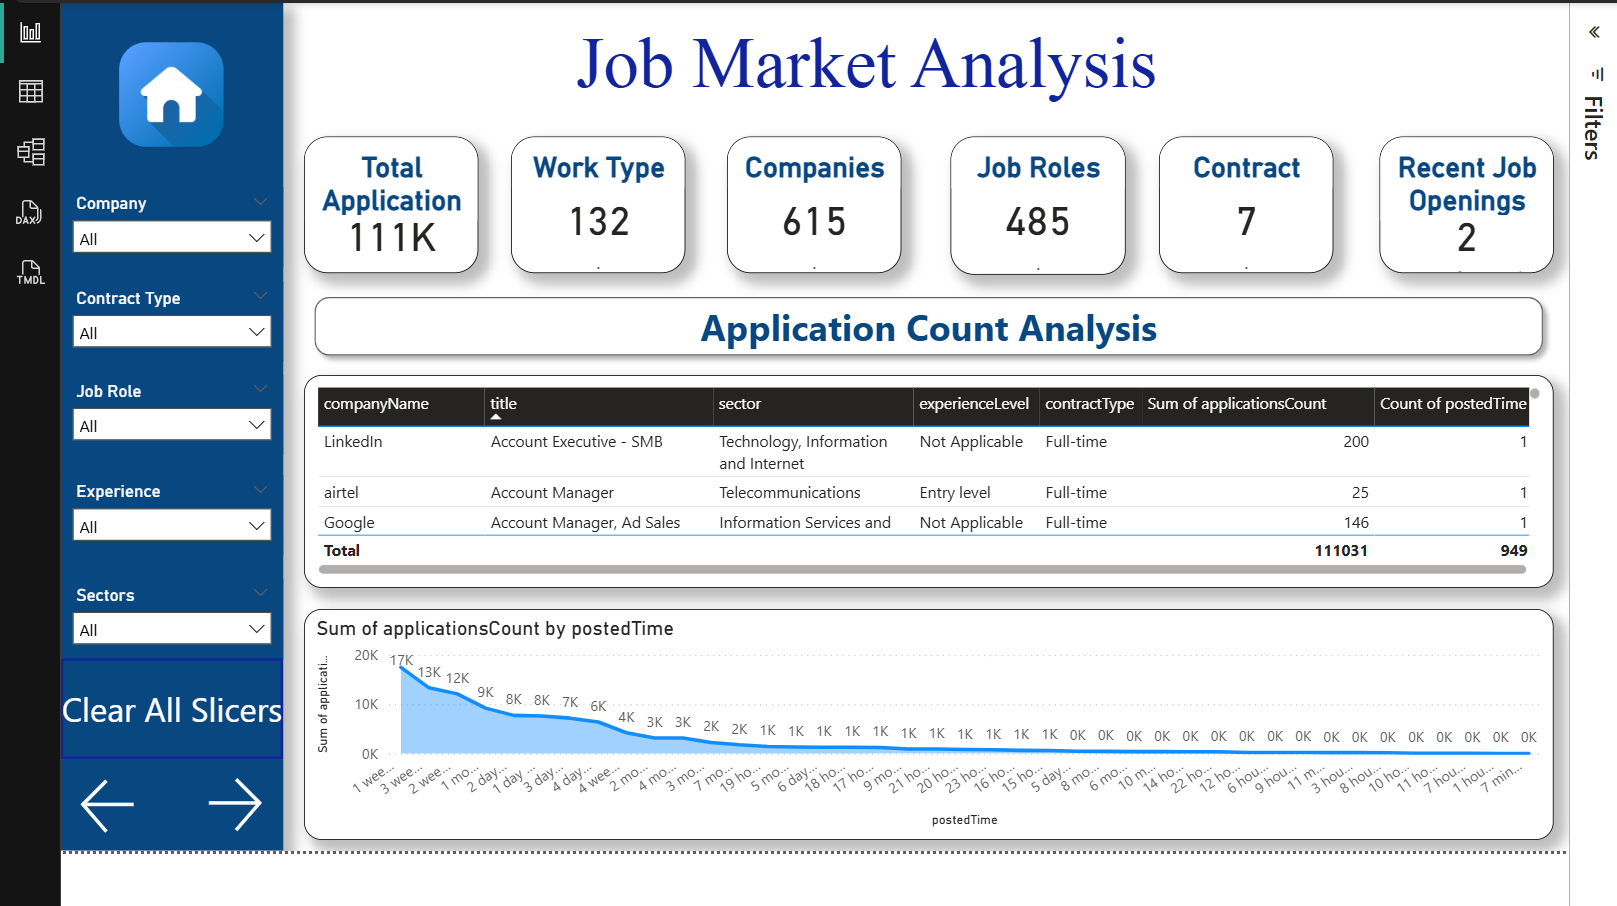 Job Market Analysis
Filters
DAX
TMDL
Company
All
Contract Type
All
Job Role
All
Experience
All
Sectors
All
Clear All Slicers
Total
Application
111K
Work Type
132
Companies
615
Job Roles
485
Contract
7
Recent Job
Openings
2
Application Count Analysis
companyName title sector experienceLevel contractType Sum of applicationsCount Count of postedTime
LinkedIn Account Executive - SMB Technology, Information Not Applicable Full-time 200 1
and Internet
airtel Account Manager Telecommunications Entry level Full-time 25 1
Google Account Manager, Ad Sales Information Services and Not Applicable Full-time 146 1
Total 111031 949
Sum of applicationsCount by postedTime
Sum of applicati...
20K
10K
0K
17K 13K 12K 9K 8K 8K 7K 6K 4K 3K 3K 2K 2K 1K 1K 1K 1K 1K 1K 1K 1K 1K 1K 1K 0K 0K 0K 0K 0K 0K 0K 0K 0K 0K 0K 0K 0K 0K 0K 0K 0K
1 wee... 3 wee... 2 wee... 1 mo... 2 day... 1 day ... 3 day... 4 day... 4 wee... 2 mo... 4 mo... 3 mo... 7 mo... 19 ho... 5 mo... 6 day... 18 ho... 17 ho... 9 mo... 21 ho... 20 ho... 23 ho... 16 ho... 15 ho... 5 day... 8 mo... 6 mo... 10 m... 14 ho... 22 ho... 12 ho... 6 hou... 9 hou... 11 m... 3 hou... 8 hou... 10 ho... 11 ho... 7 hou... 1 hou... 7 min...
postedTime